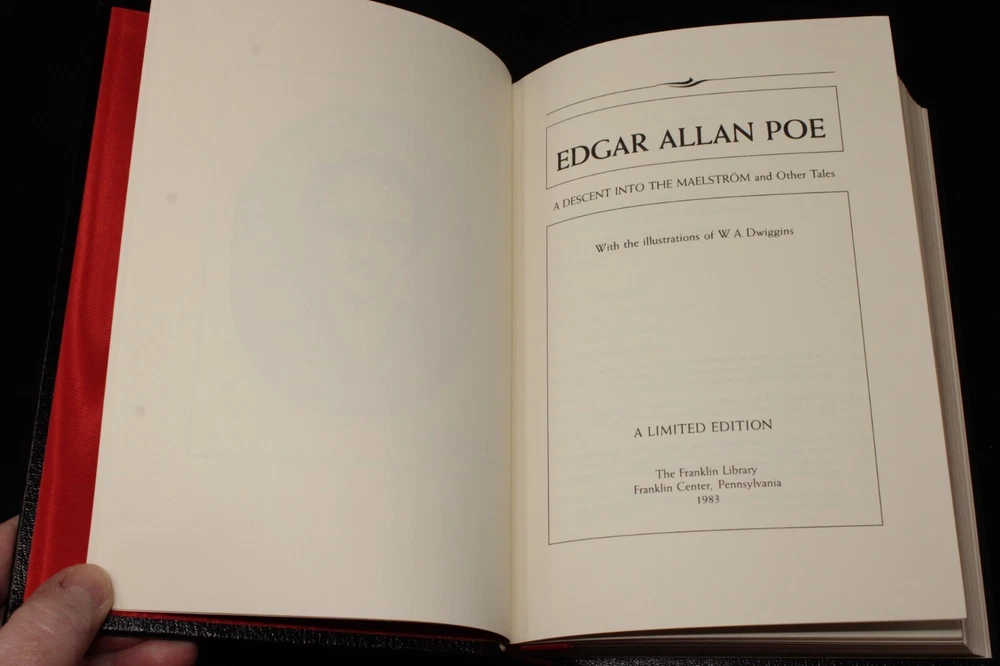 EDGAR ALLAN POE
A DESCENT INTO THE MAELSTRÖM and Other Tales
With the illustrations of W. A. Dwiggins
A LIMITED EDITION
The Franklin Library
Franklin Center, Pennsylvania
1983